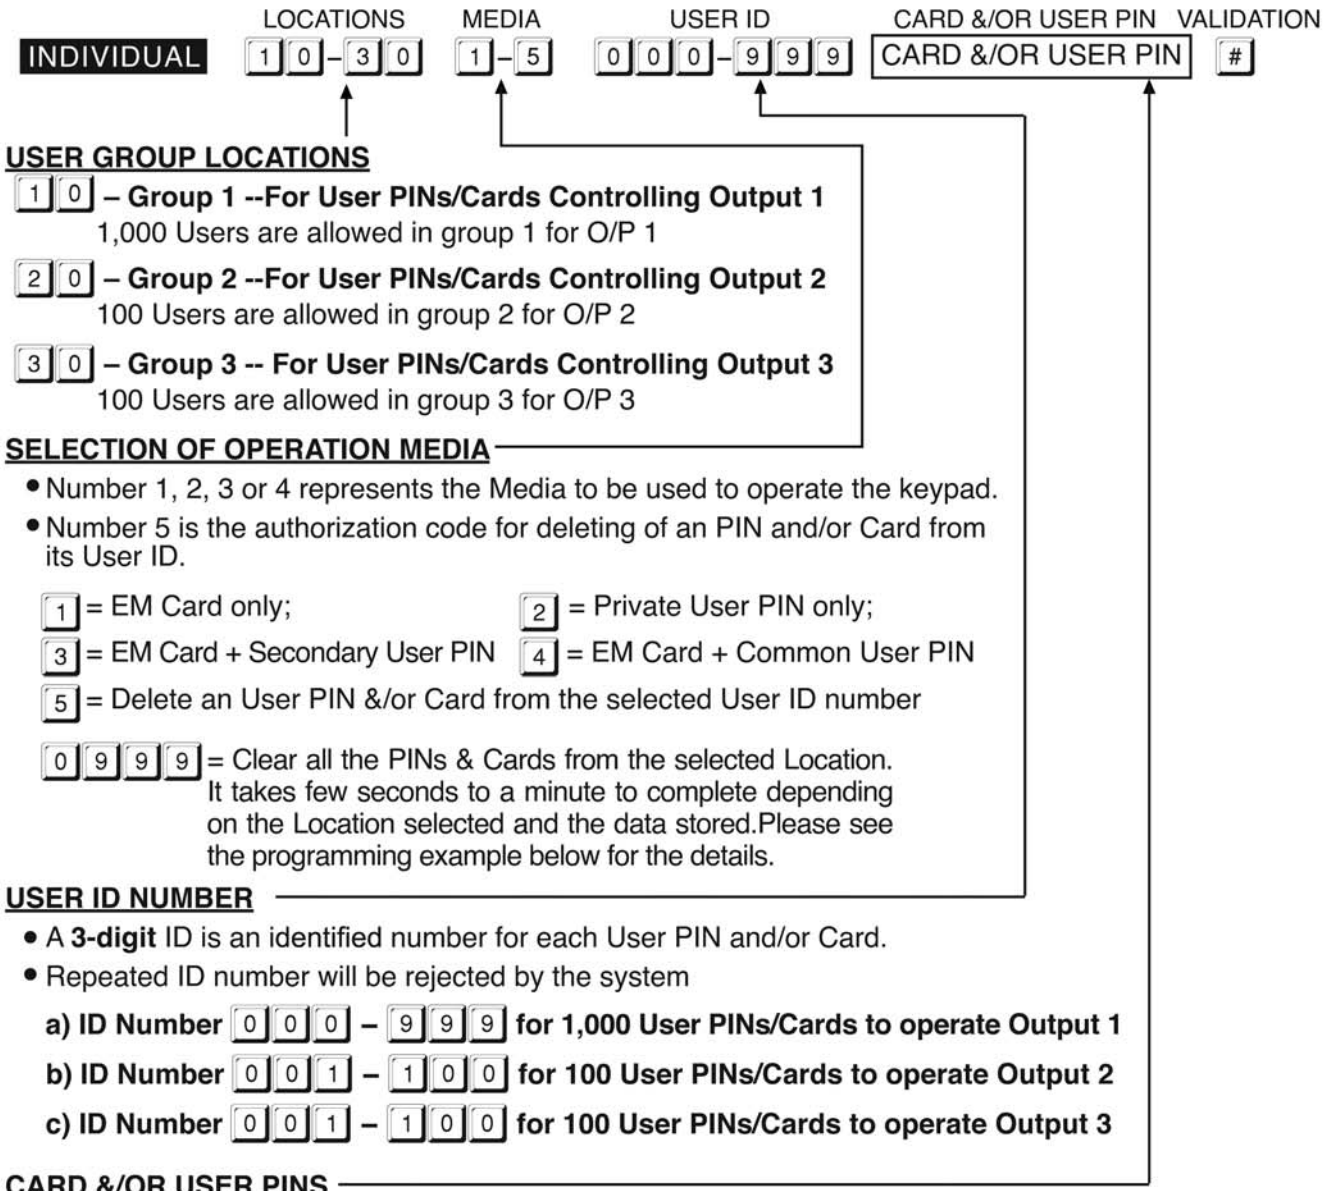 LOCATIONS MEDIA USER ID CARD &/OR USER PIN VALIDATION
INDIVIDUAL 1 0 – 3 0 1 – 5 0 0 0 – 9 9 9 CARD &/OR USER PIN #
USER GROUP LOCATIONS
1 0 – Group 1 --For User PINs/Cards Controlling Output 1
1,000 Users are allowed in group 1 for O/P 1
2 0 – Group 2 --For User PINs/Cards Controlling Output 2
100 Users are allowed in group 2 for O/P 2
3 0 – Group 3 -- For User PINs/Cards Controlling Output 3
100 Users are allowed in group 3 for O/P 3
SELECTION OF OPERATION MEDIA
• Number 1, 2, 3 or 4 represents the Media to be used to operate the keypad.
• Number 5 is the authorization code for deleting of an PIN and/or Card from
its User ID.
1 = EM Card only; 2 = Private User PIN only;
3 = EM Card + Secondary User PIN 4 = EM Card + Common User PIN
5 = Delete an User PIN &/or Card from the selected User ID number
0 9 9 9 = Clear all the PINs & Cards from the selected Location.
It takes few seconds to a minute to complete depending
on the Location selected and the data stored.Please see
the programming example below for the details.
USER ID NUMBER
• A 3-digit ID is an identified number for each User PIN and/or Card.
• Repeated ID number will be rejected by the system
a) ID Number 0 0 0 – 9 9 9 for 1,000 User PINs/Cards to operate Output 1
b) ID Number 0 0 1 – 1 0 0 for 100 User PINs/Cards to operate Output 2
c) ID Number 0 0 1 – 1 0 0 for 100 User PINs/Cards to operate Output 3
CARD &/OR USER PINS